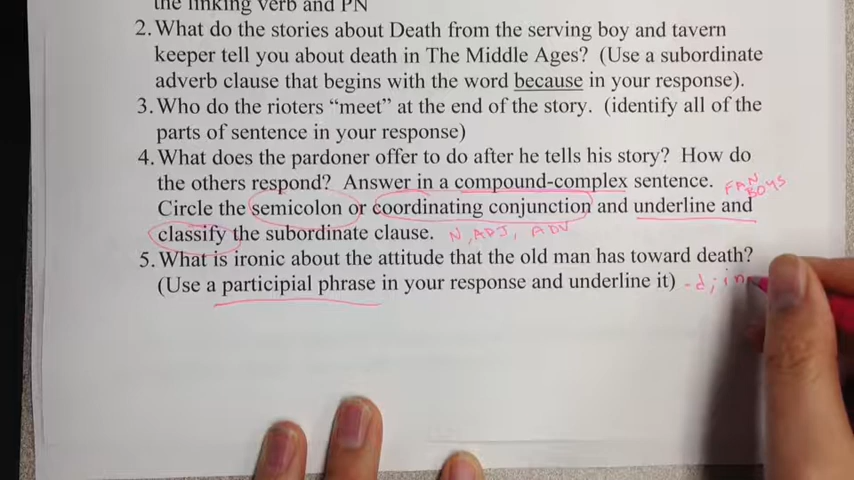 the linking verb and PN
2. What do the stories about Death from the serving boy and tavern
keeper tell you about death in The Middle Ages? (Use a subordinate
adverb clause that begins with the word because in your response).
3. Who do the rioters “meet” at the end of the story. (identify all of the
parts of sentence in your response)
4. What does the pardoner offer to do after he tells his story? How do
the others respond? Answer in a compound-complex sentence. FAN
BOYS
Circle the semicolon or coordinating conjunction and underline and
classify the subordinate clause. N, ADJ, ADV
5. What is ironic about the attitude that the old man has toward death?
(Use a participial phrase in your response and underline it) -d; in